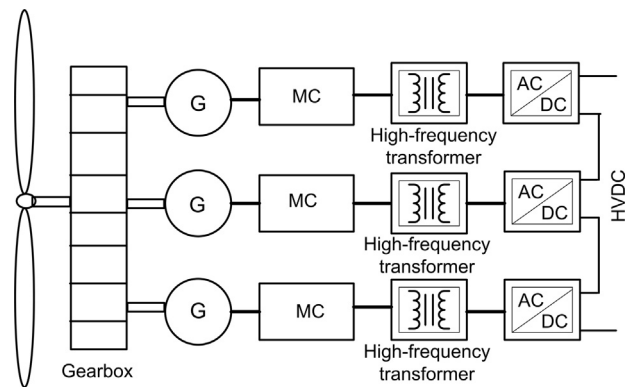 G
MC
AC
DC
High-frequency
transformer
G
MC
AC
DC
HVDC
High-frequency
transformer
G
MC
AC
DC
High-frequency
transformer
Gearbox